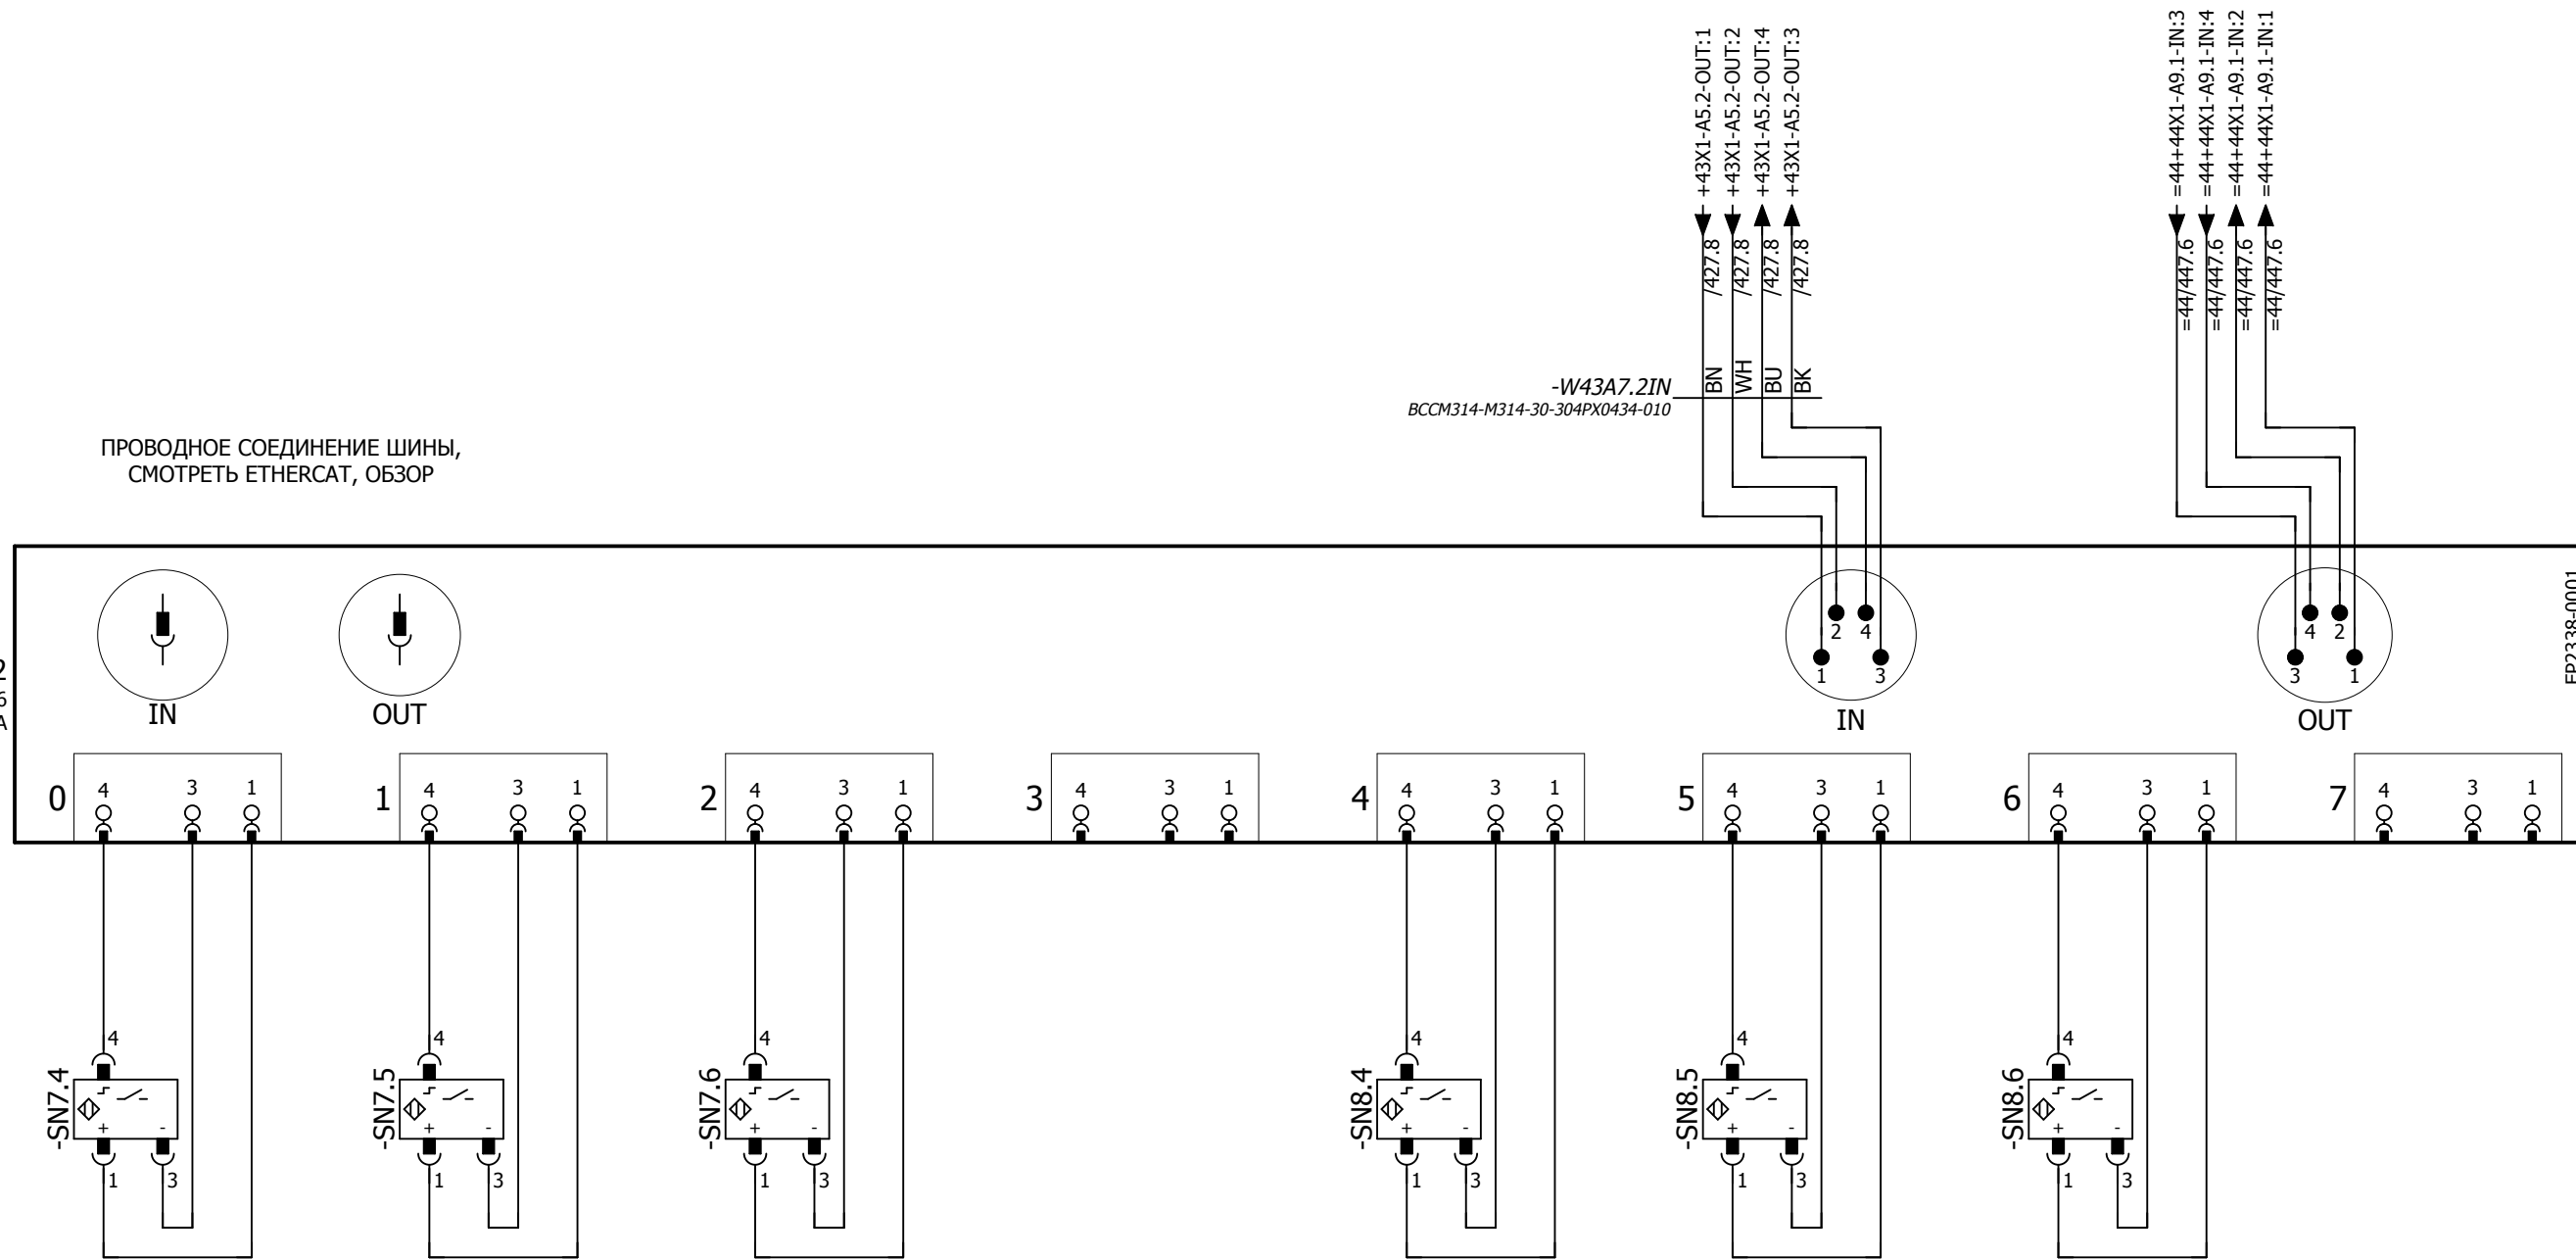 +43X1-A5.2-OUT:1
+43X1-A5.2-OUT:2
+43X1-A5.2-OUT:4
+43X1-A5.2-OUT:3
=44+44X1-A9.1-IN:3
=44+44X1-A9.1-IN:4
=44+44X1-A9.1-IN:2
=44+44X1-A9.1-IN:1
/427.8
/427.8
/427.8
/427.8
=44/447.6
=44/447.6
=44/447.6
=44/447.6
-W43A7.2IN
BCCM314-M314-30-304PX0434-010
BN
WH
BU
BK
ПРОВОДНОЕ СОЕДИНЕНИЕ ШИНЫ,
СМОТРЕТЬ ETHERCAT, ОБЗОР
2
6
A
IN
OUT
2 4
1 3
IN
4 2
3 1
OUT
EP2338-0001
0 4 3 1
1 4 3 1
2 4 3 1
3 4 3 1
4 4 3 1
5 4 3 1
6 4 3 1
7 4 3 1
4
-SN7.4
+ -
1 3
4
-SN7.5
+ -
1 3
4
-SN7.6
+ -
1 3
4
-SN8.4
+ -
1 3
4
-SN8.5
+ -
1 3
4
-SN8.6
+ -
1 3